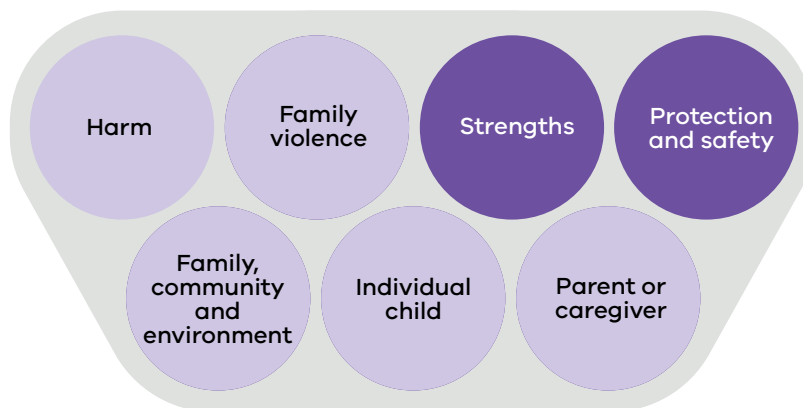 Harm
Family
violence
Strengths
Protection
and safety
Family,
community
and
environment
Individual
child
Parent or
caregiver